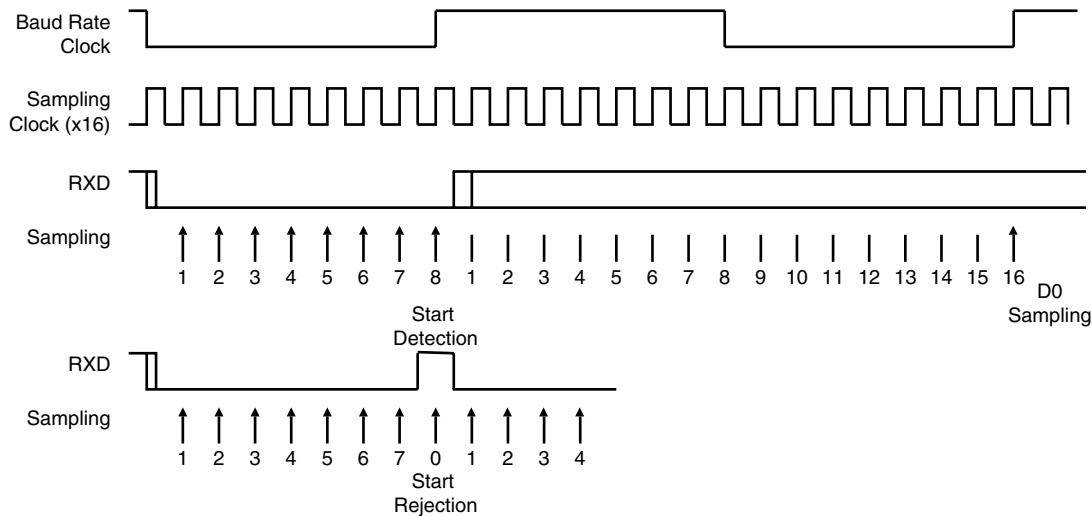 Baud Rate
Clock
Sampling
Clock (x16)
RXD
Sampling
1 2 3 4 5 6 7 8 1 2 3 4 5 6 7 8 9 10 11 12 13 14 15 16
D0
Sampling
Start
Detection
RXD
Sampling
1 2 3 4 5 6 7 0 1 2 3 4
Start
Rejection